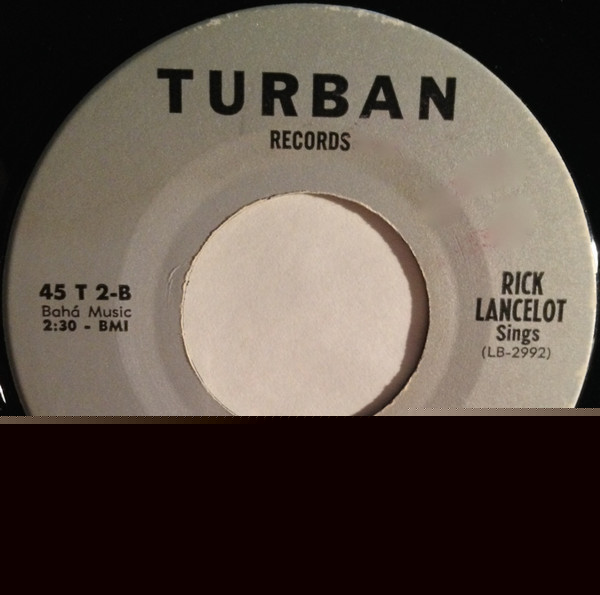 TURBAN
RECORDS
45 T 2-B
Bahá Music
2:30 - BMI
RICK
LANCELOT
Sings
(LB-2992)